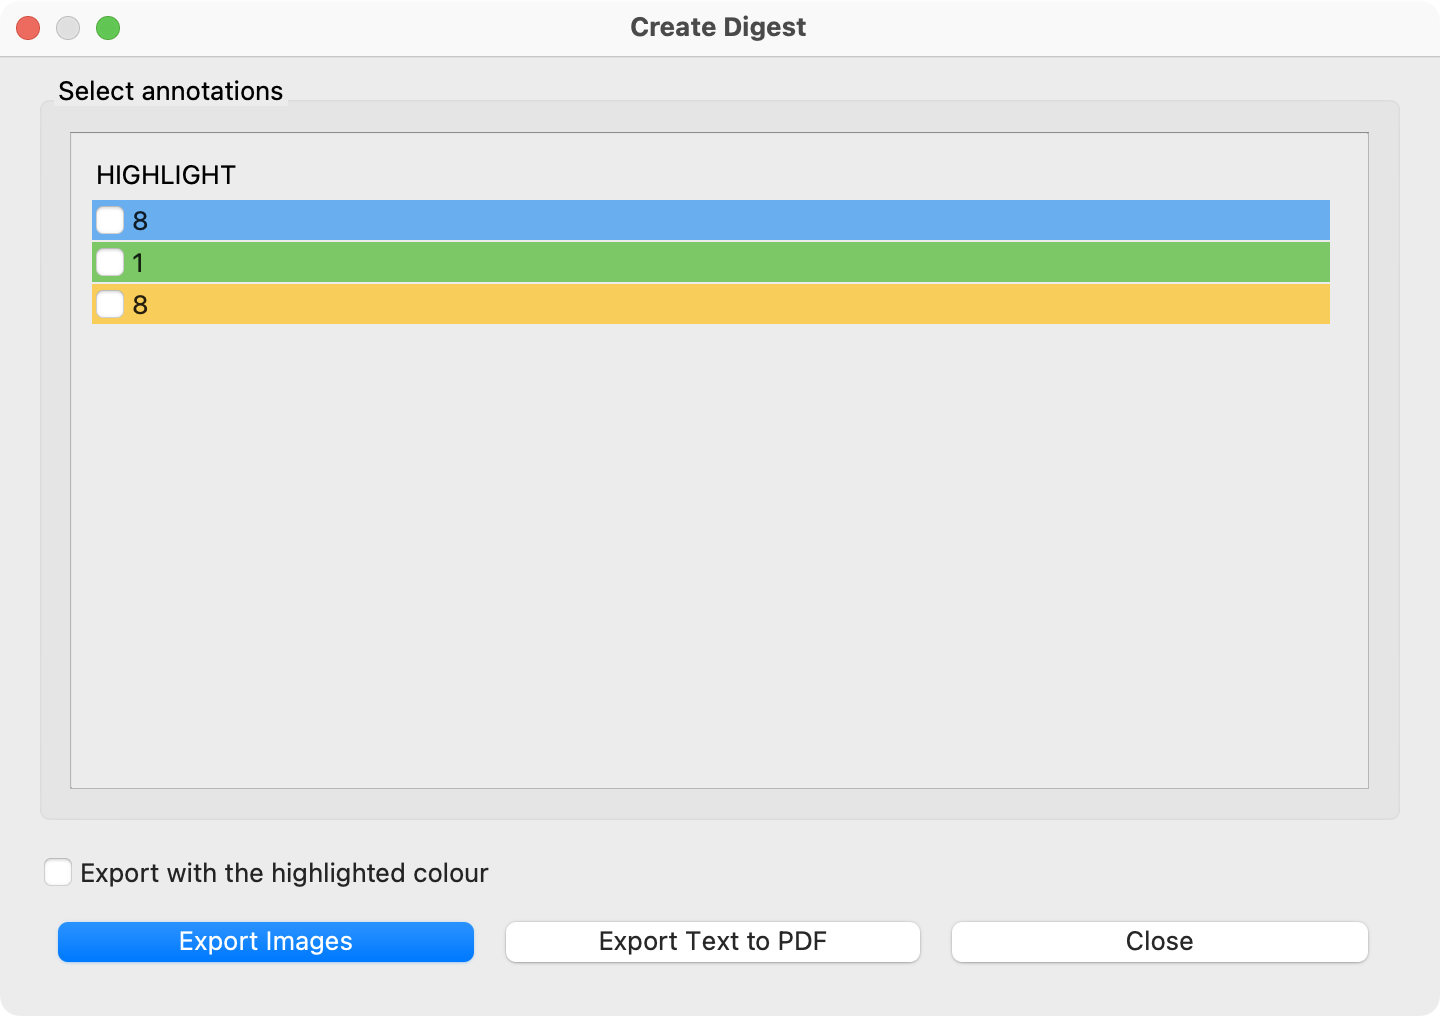 Create Digest
Select annotations
HIGHLIGHT
8
1
8
Export with the highlighted colour
Export Images
Export Text to PDF
Close